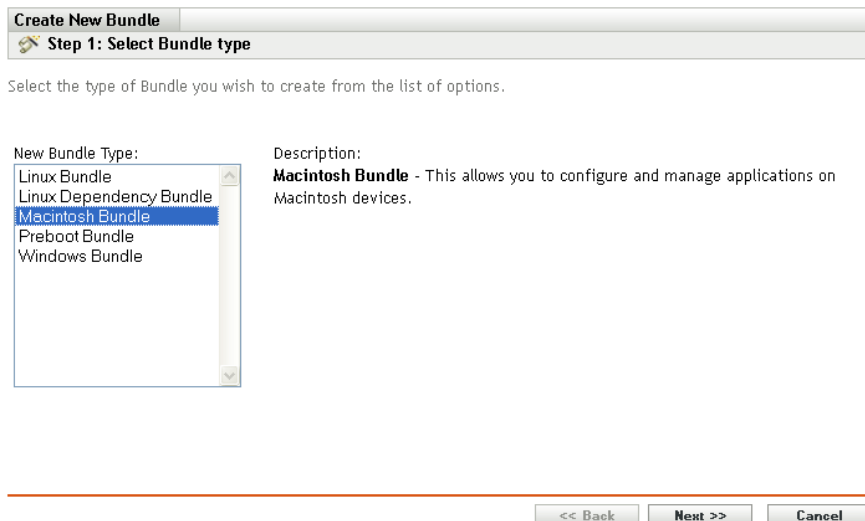 Create New Bundle
Step 1: Select Bundle type
Select the type of Bundle you wish to create from the list of options.
New Bundle Type:
Linux Bundle
Linux Dependency Bundle
Macintosh Bundle
Preboot Bundle
Windows Bundle
Description:
Macintosh Bundle - This allows you to configure and manage applications on
Macintosh devices.
<< Back
Next >>
Cancel